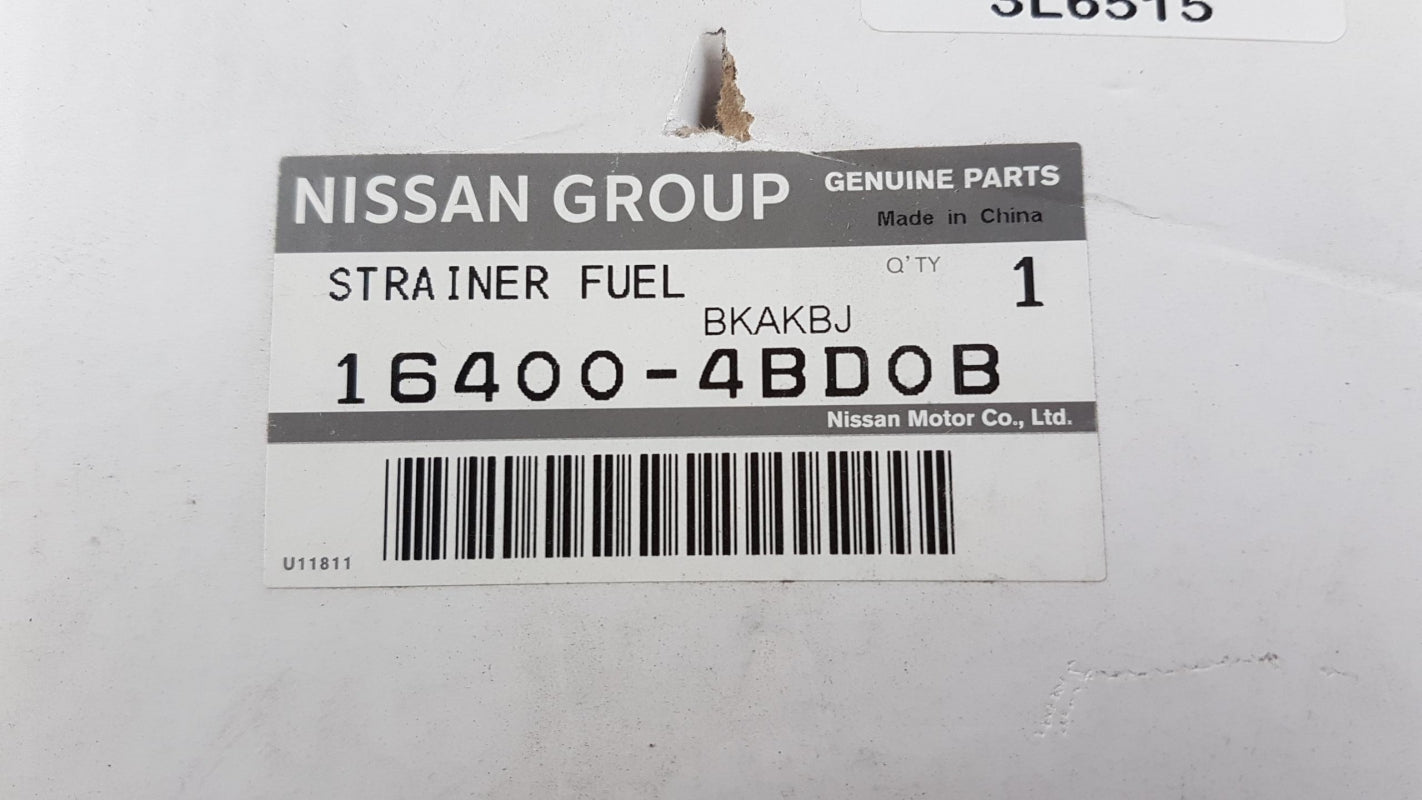 3L6515
NISSAN GROUP GENUINE PARTS
Made in China
STRAINER FUEL Q'TY 1
BKAKBJ
16400-4BD0B
Nissan Motor Co., Ltd.
U11811